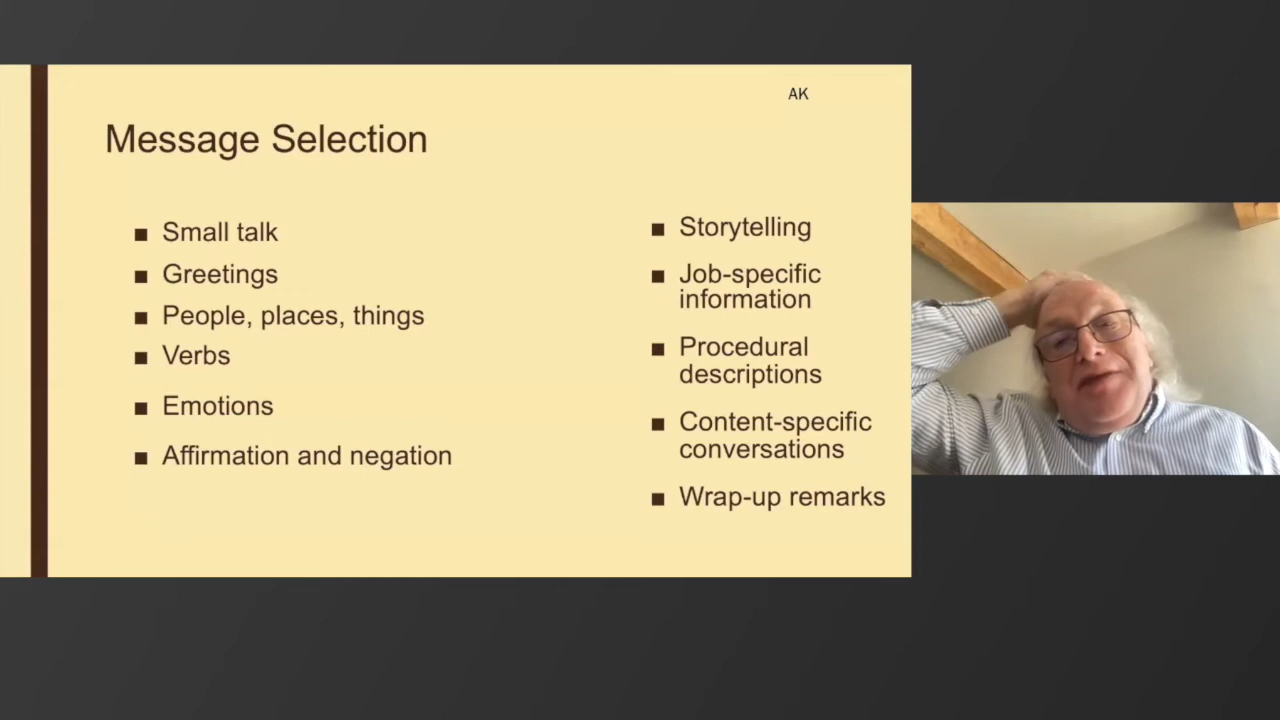 AK
Message Selection
Small talk
Greetings
People, places, things
Verbs
Emotions
Affirmation and negation
Storytelling
Job-specific
information
Procedural
descriptions
Content-specific
conversations
Wrap-up remarks